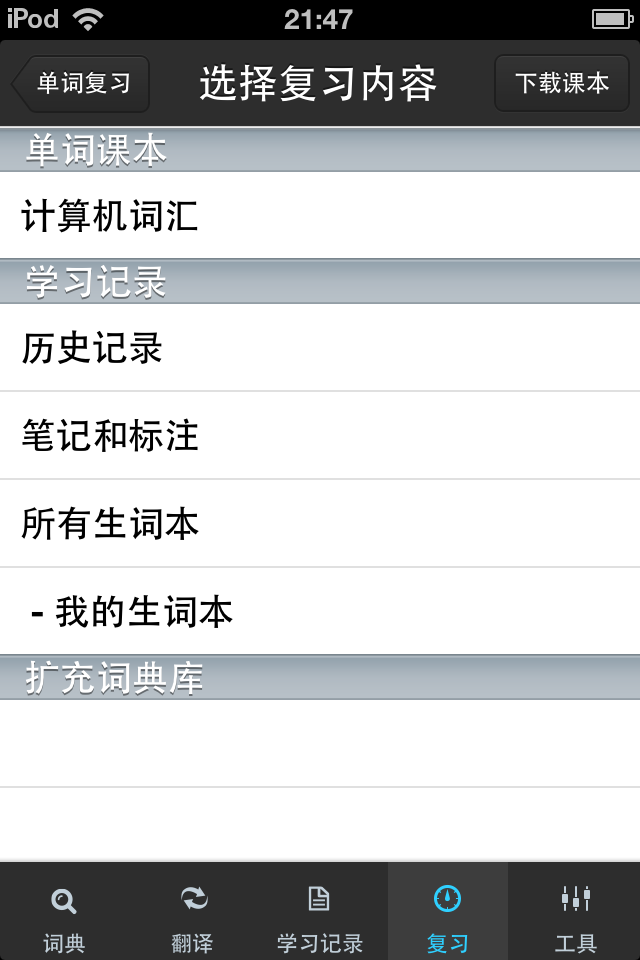 iPod 21:47
单词复习 选择复习内容 下载课本
单词课本
计算机词汇
学习记录
历史记录
笔记和标注
所有生词本
- 我的生词本
扩充词典库
词典 翻译 学习记录 复习 工具